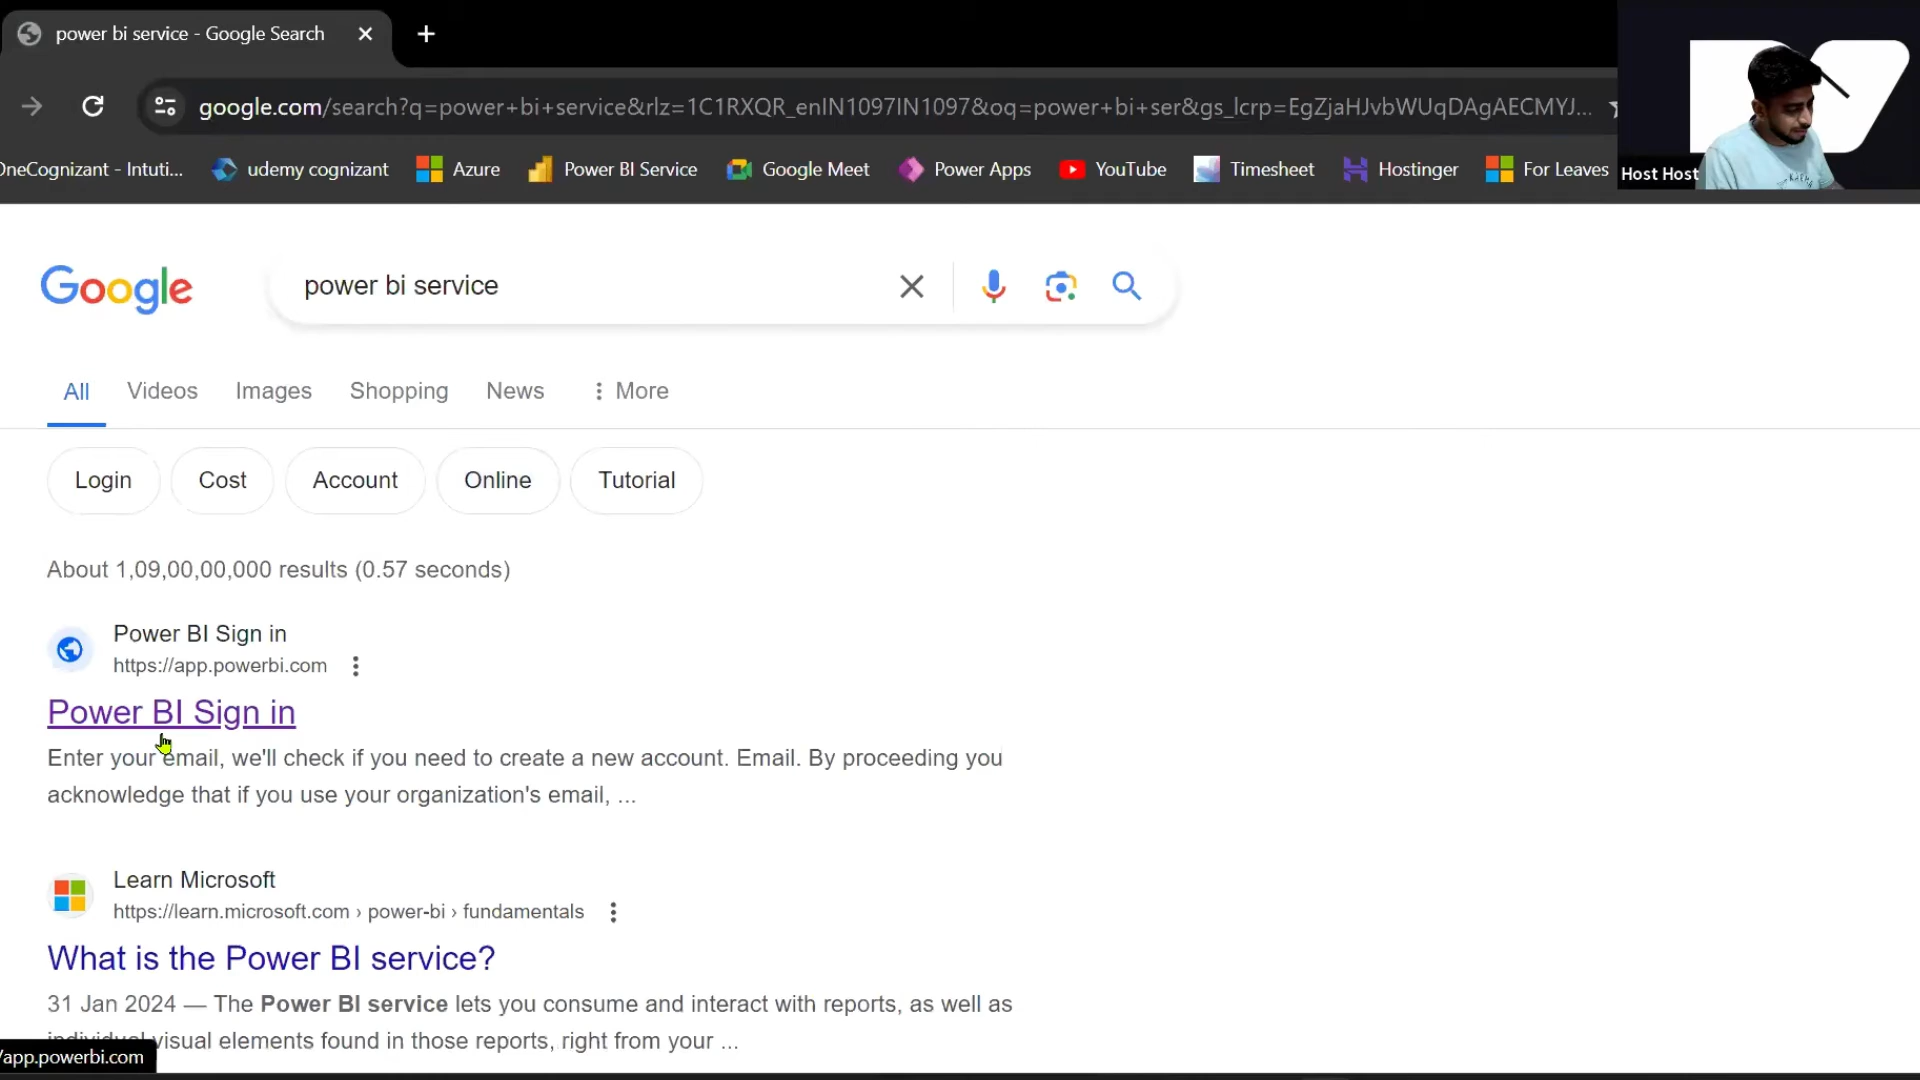 power bi service - Google Search
google.com/search?q=power+bi+service&rlz=1C1RXQR_enIN1097IN1097&oq=power+bi+ser&gs_lcrp=EgZjaHJvbWUqDAgAECMYJ...
OneCognizant - Intuti... udemy cognizant Azure Power BI Service Google Meet Power Apps YouTube Timesheet Hostinger For Leaves
Host Host
Google power bi service
All Videos Images Shopping News More
Login Cost Account Online Tutorial
About 1,09,00,00,000 results (0.57 seconds)
Power BI Sign in
https://app.powerbi.com
Power BI Sign in
Enter your email, we'll check if you need to create a new account. Email. By proceeding you
acknowledge that if you use your organization's email, ...
Learn Microsoft
https://learn.microsoft.com › power-bi › fundamentals
What is the Power BI service?
31 Jan 2024 — The Power BI service lets you consume and interact with reports, as well as
individual visual elements found in those reports, right from your ...
/app.powerbi.com